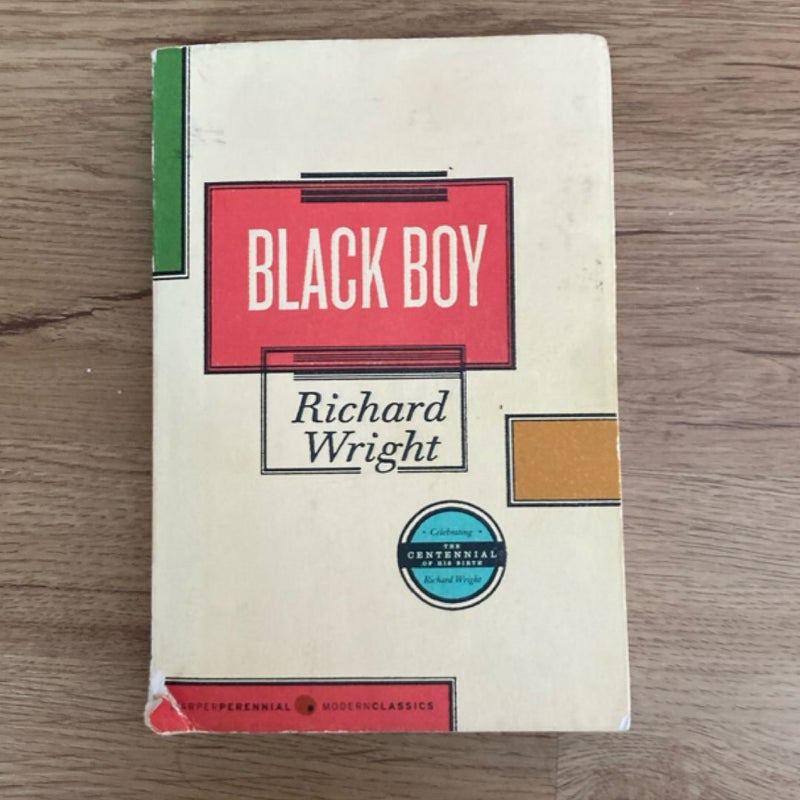 BLACK BOY
Richard
Wright
Celebrating
THE
CENTENNIAL
OF HIS BIRTH
Richard Wright
ARPERPERENNIAL MODERNCLASSICS